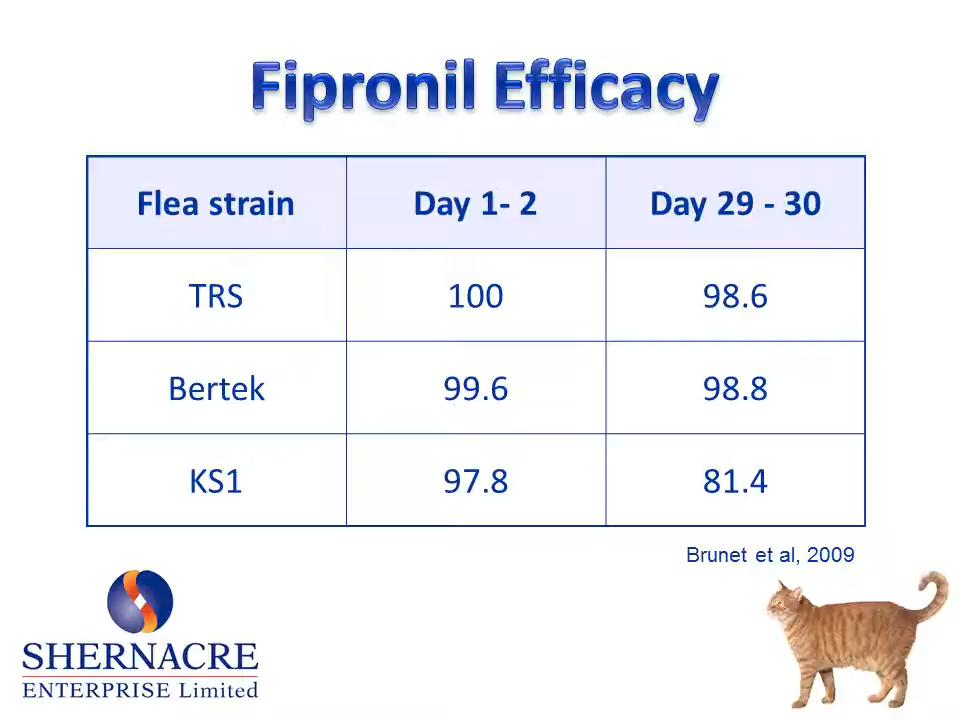 Fipronil Efficacy
Flea strain Day 1- 2 Day 29 - 30
TRS 100 98.6
Bertek 99.6 98.8
KS1 97.8 81.4
Brunet et al, 2009
SHERNACRE
ENTERPRISE Limited